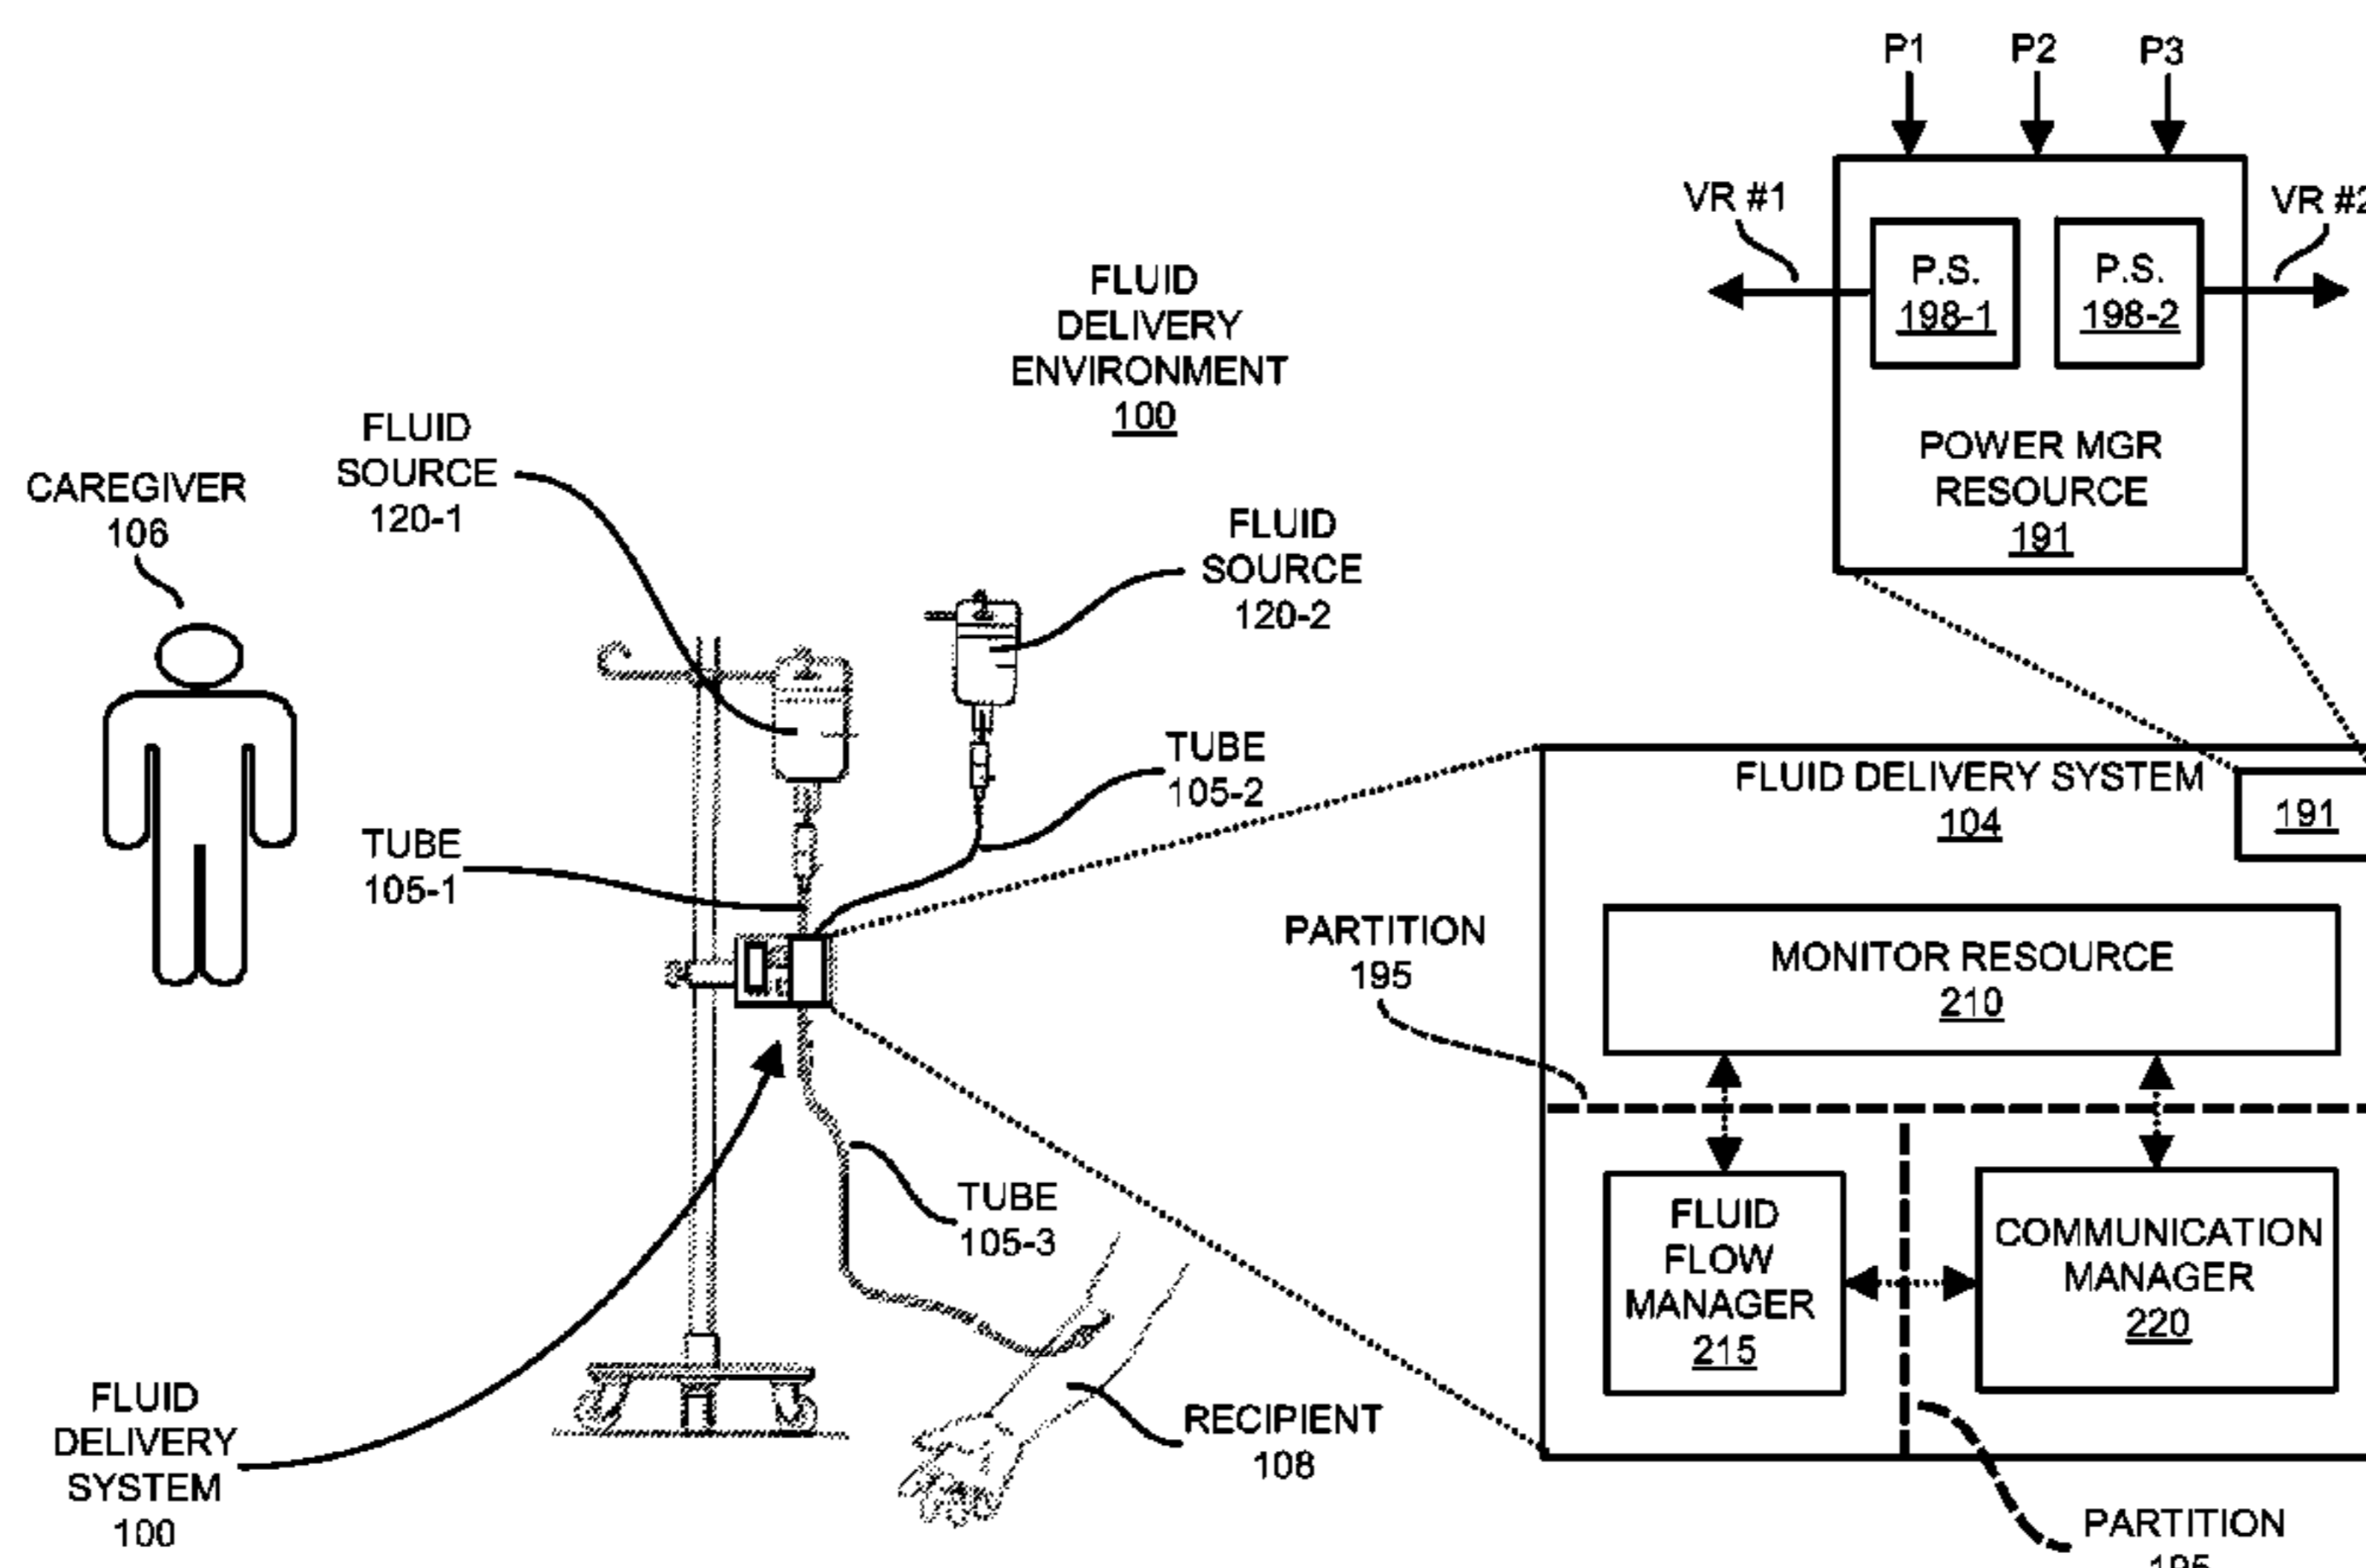 P1
P2
P3
VR #1
VR #2
P.S.
198-1
P.S.
198-2
POWER MGR
RESOURCE
191
FLUID
DELIVERY
ENVIRONMENT
100
FLUID
SOURCE
120-1
CAREGIVER
106
FLUID
SOURCE
120-2
TUBE
105-2
TUBE
105-1
FLUID DELIVERY SYSTEM
104
191
PARTITION
195
MONITOR RESOURCE
210
FLUID
FLOW
MANAGER
215
COMMUNICATION
MANAGER
220
TUBE
105-3
RECIPIENT
108
FLUID
DELIVERY
SYSTEM
100
PARTITION
195